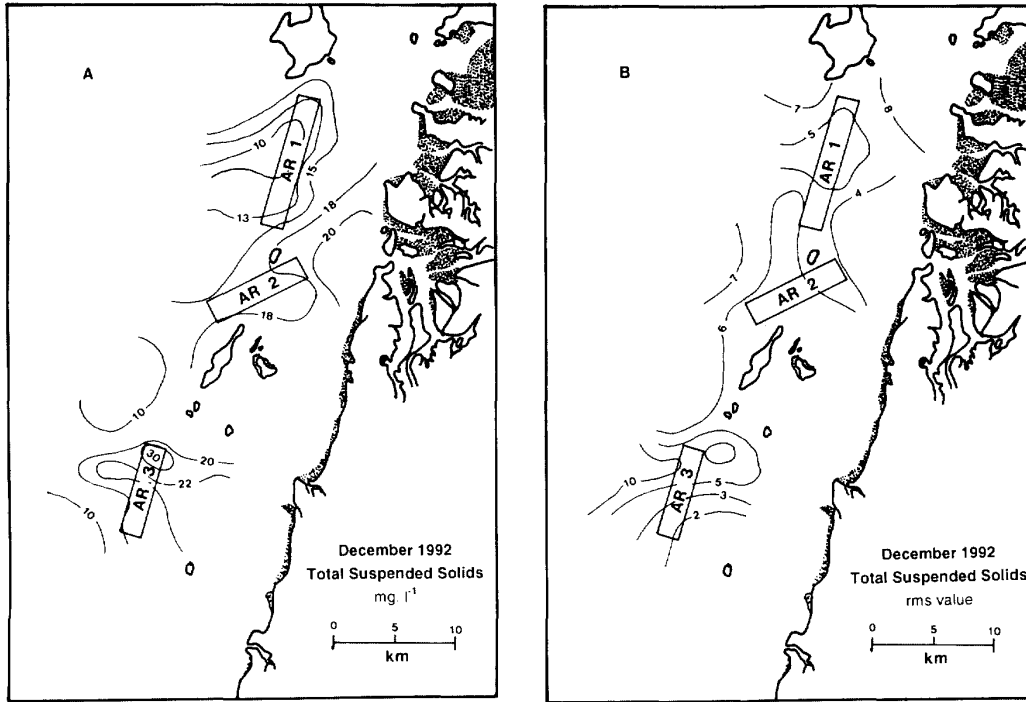 A
10
AR 1
15
13
18
20
AR 2
18
10
30
20
AR 3
22
10
December 1992
Total Suspended Solids
mg. l⁻¹
0 5 10
km
B
7
8
5
AR 1
4
7
AR 2
6
10
AR 3
5
3
2
December 1992
Total Suspended Solids
rms value
0 5 10
km